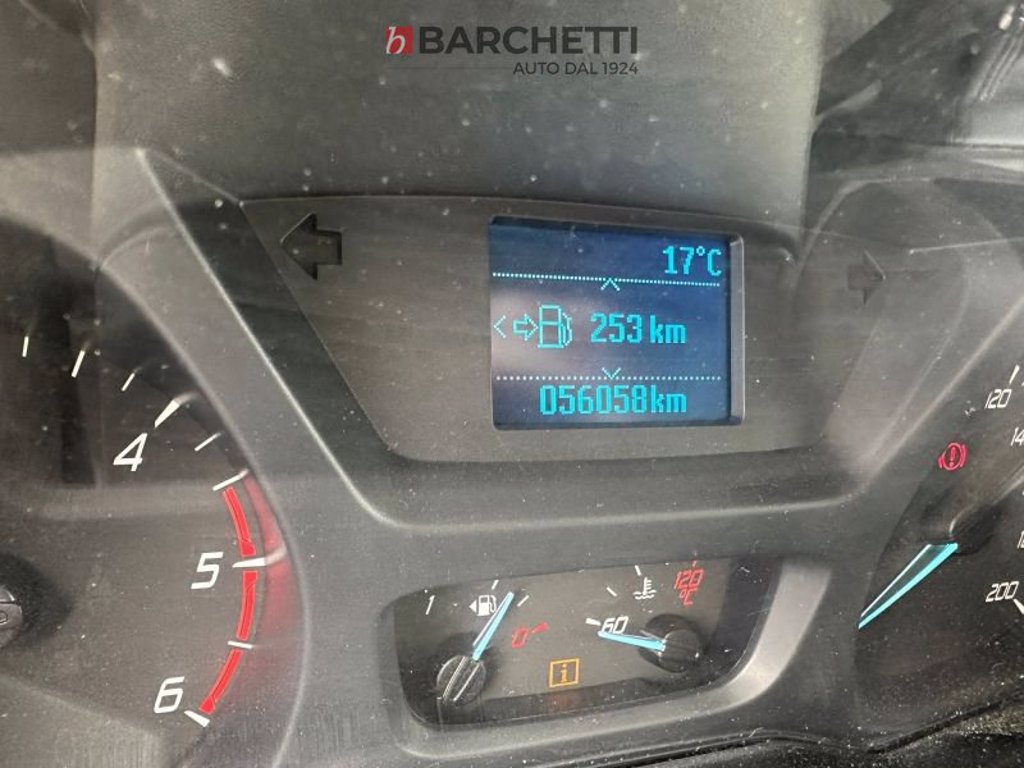 b BARCHETTI
AUTO DAL 1924
17°C
253 km
056058km
4
5
6
1
0
60
120
°C
i
120
200